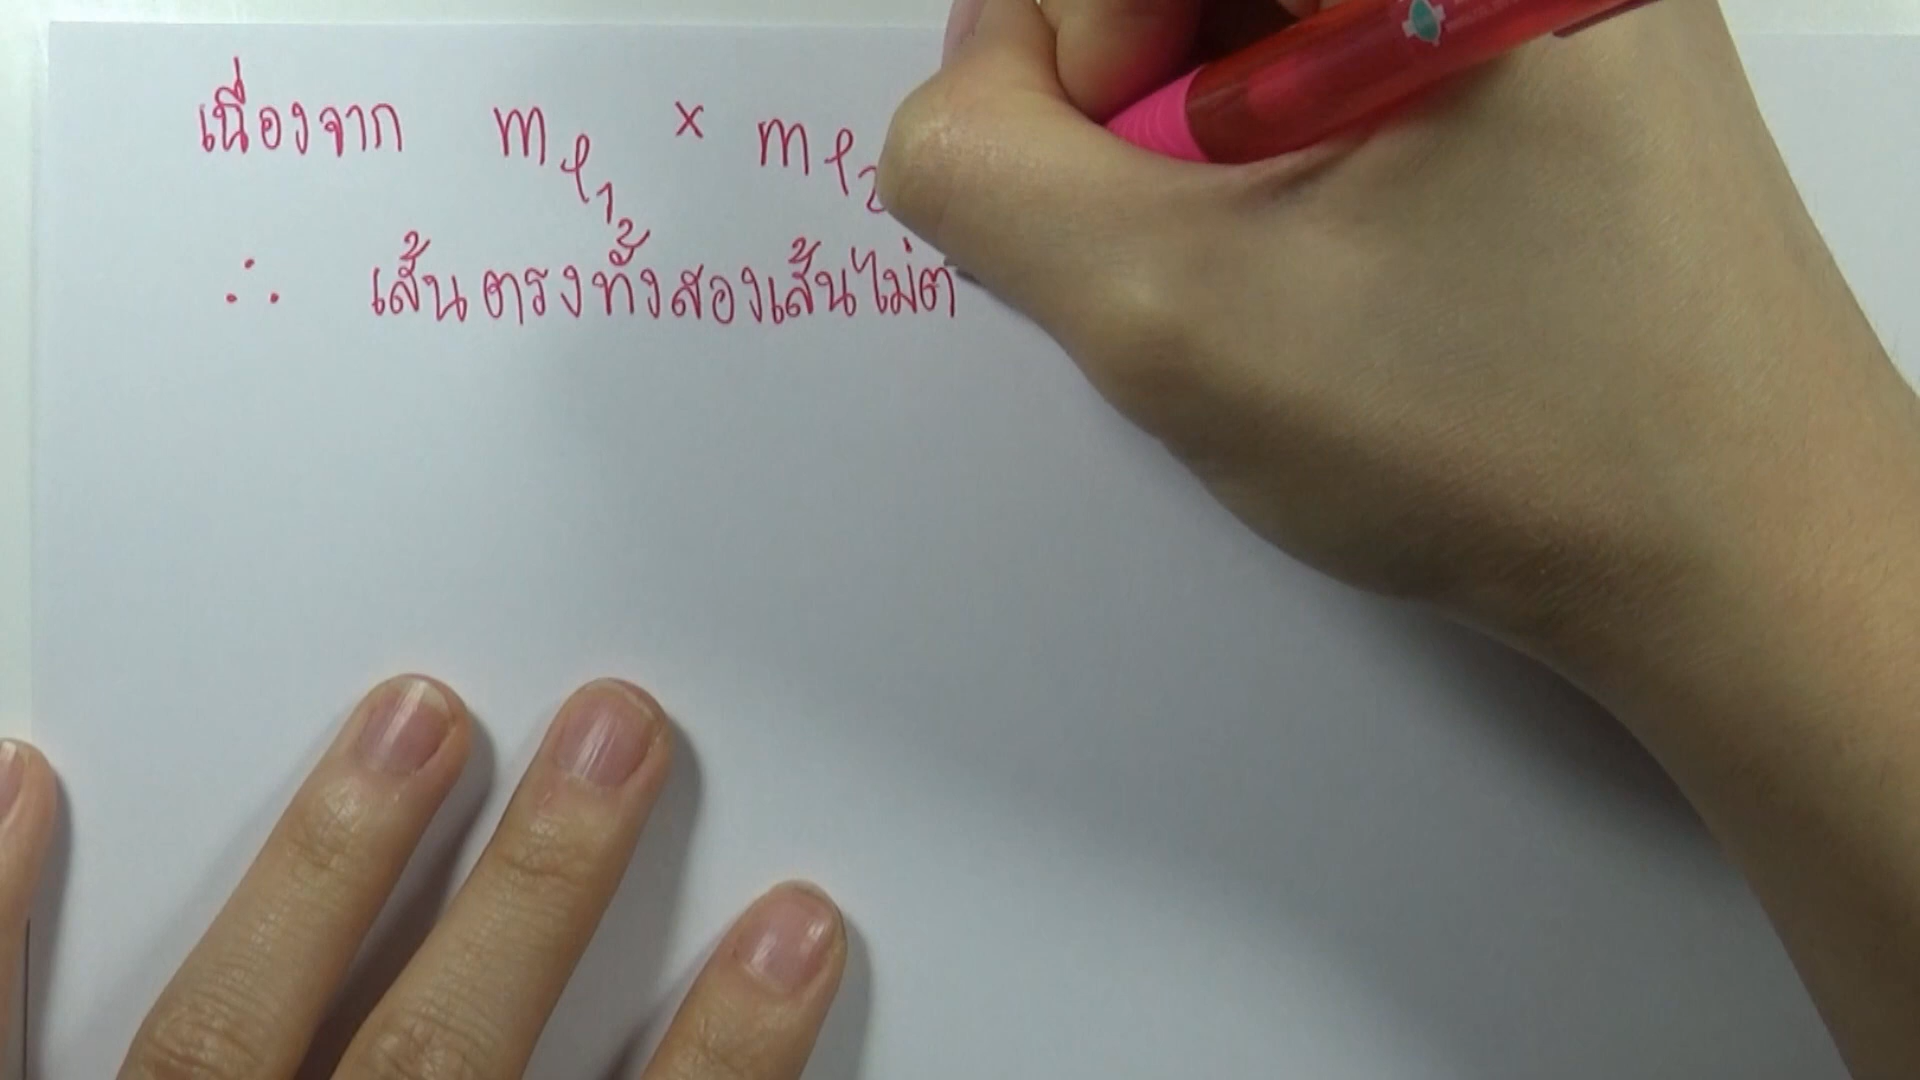 เนื่องจาก m ℓ₁ × m ℓ₂
∴ เส้นตรงทั้งสองเส้นไม่ต